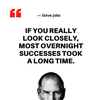 — Steve Jobs
IF YOU REALLY
LOOK CLOSELY,
MOST OVERNIGHT
SUCCESSES TOOK
A LONG TIME.